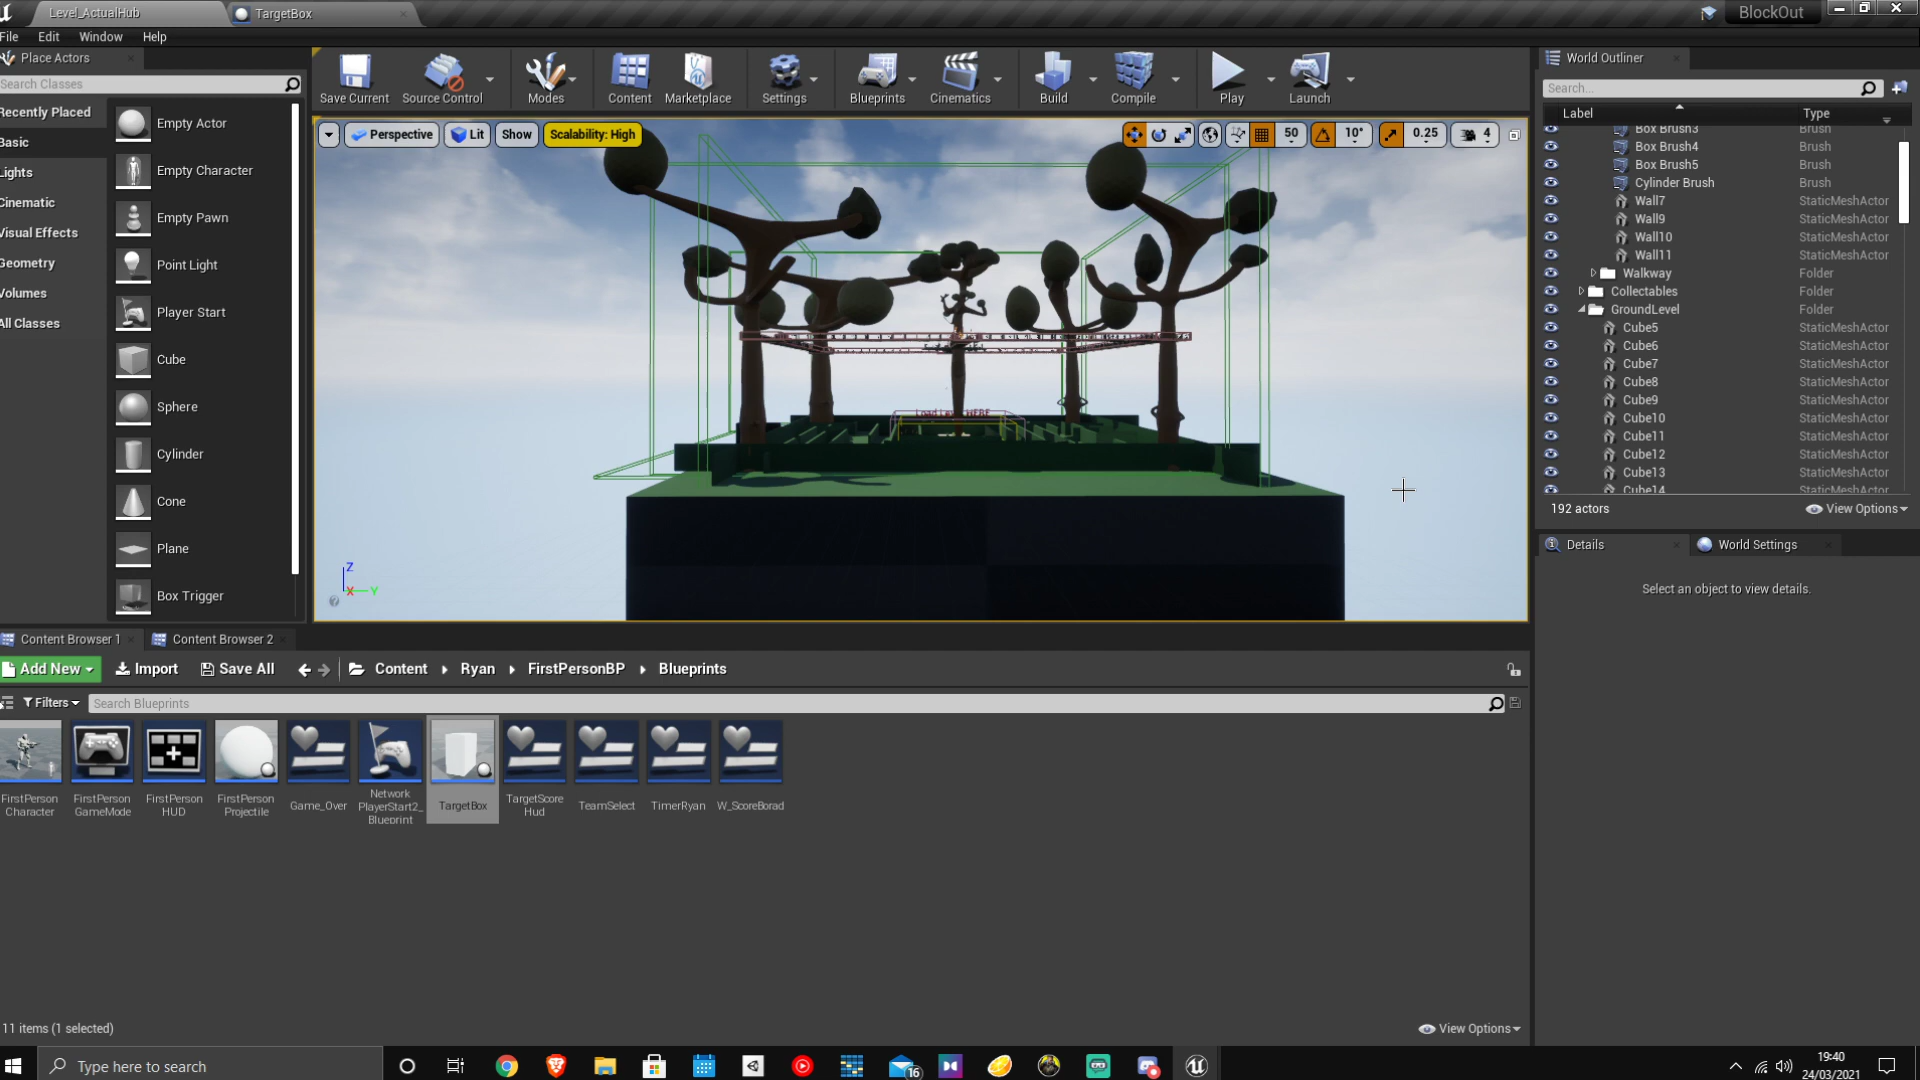 Level_ActualHub
TargetBox
BlockOut
File Edit Window Help
Place Actors
Search Classes
Recently Placed
Basic
Lights
Cinematic
Visual Effects
Geometry
Volumes
All Classes
Empty Actor
Empty Character
Empty Pawn
Point Light
Player Start
Cube
Sphere
Cylinder
Cone
Plane
Box Trigger
Save Current
Source Control
Modes
Content
Marketplace
Settings
Blueprints
Cinematics
Build
Compile
Play
Launch
Perspective
Lit
Show
Scalability: High
50
10°
0.25
4
Z
X
Y
World Outliner
Search...
Label Type
Box Brush3 Brush
Box Brush4 Brush
Box Brush5 Brush
Cylinder Brush Brush
Wall7 StaticMeshActor
Wall9 StaticMeshActor
Wall10 StaticMeshActor
Wall11 StaticMeshActor
Walkway Folder
Collectables Folder
GroundLevel Folder
Cube5 StaticMeshActor
Cube6 StaticMeshActor
Cube7 StaticMeshActor
Cube8 StaticMeshActor
Cube9 StaticMeshActor
Cube10 StaticMeshActor
Cube11 StaticMeshActor
Cube12 StaticMeshActor
Cube13 StaticMeshActor
Cube14 StaticMeshActor
192 actors
View Options
Details
World Settings
Select an object to view details.
Content Browser 1
Content Browser 2
Add New
Import
Save All
Content
Ryan
FirstPersonBP
Blueprints
Filters
Search Blueprints
FirstPerson
Character
FirstPerson
GameMode
FirstPerson
HUD
FirstPerson
Projectile
Game_Over
Network
PlayerStart2_
Blueprint
TargetBox
TargetScore
Hud
TeamSelect
TimerRyan
W_ScoreBorad
11 items (1 selected)
View Options
Type here to search
16
19:40
24/03/2021